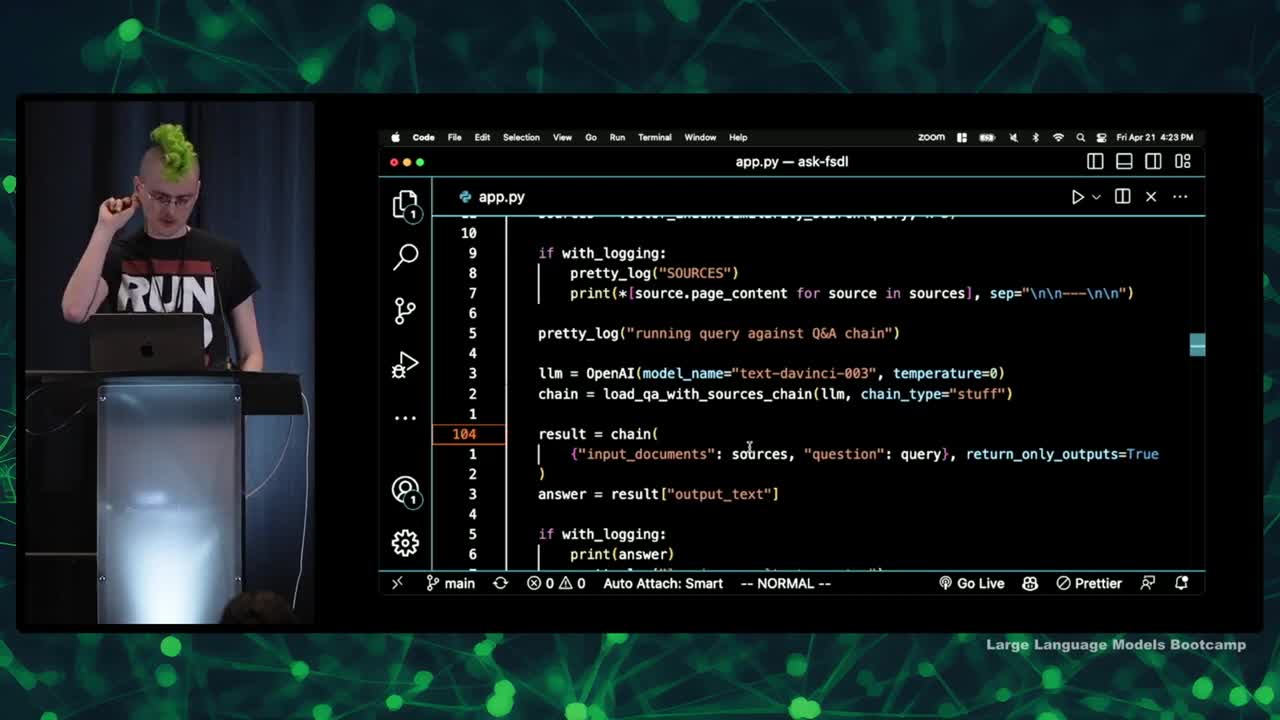 Code File Edit Selection View Go Run Terminal Window Help zoom Fri Apr 21 4:23 PM
app.py — ask-fsdl
app.py
10
9 if with_logging:
8 pretty_log("SOURCES")
7 print(*[source.page_content for source in sources], sep="\n\n---\n\n")
6
5 pretty_log("running query against Q&A chain")
4
3 llm = OpenAI(model_name="text-davinci-003", temperature=0)
2 chain = load_qa_with_sources_chain(llm, chain_type="stuff")
1
104 result = chain(
1 {"input_documents": sources, "question": query}, return_only_outputs=True
2 )
3 answer = result["output_text"]
4
5 if with_logging:
6 print(answer)
1
1
main 0 0 Auto Attach: Smart -- NORMAL -- Go Live Prettier
RUN
Large Language Models Bootcamp